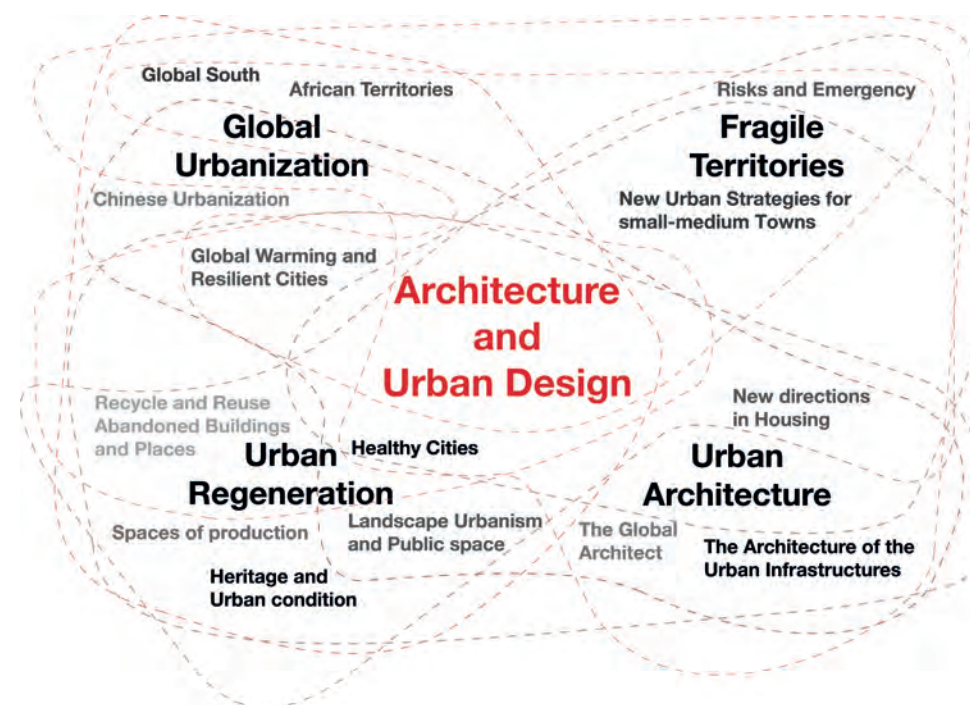 Global South
African Territories
Global
Urbanization
Chinese Urbanization
Global Warming and
Resilient Cities
Risks and Emergency
Fragile
Territories
New Urban Strategies for
small-medium Towns
Architecture
and
Urban Design
Recycle and Reuse
Abandoned Buildings
and Places
Urban
Regeneration
Healthy Cities
Spaces of production
Landscape Urbanism
and Public space
Heritage and
Urban condition
New directions
in Housing
Urban
Architecture
The Global
Architect
The Architecture of the
Urban Infrastructures